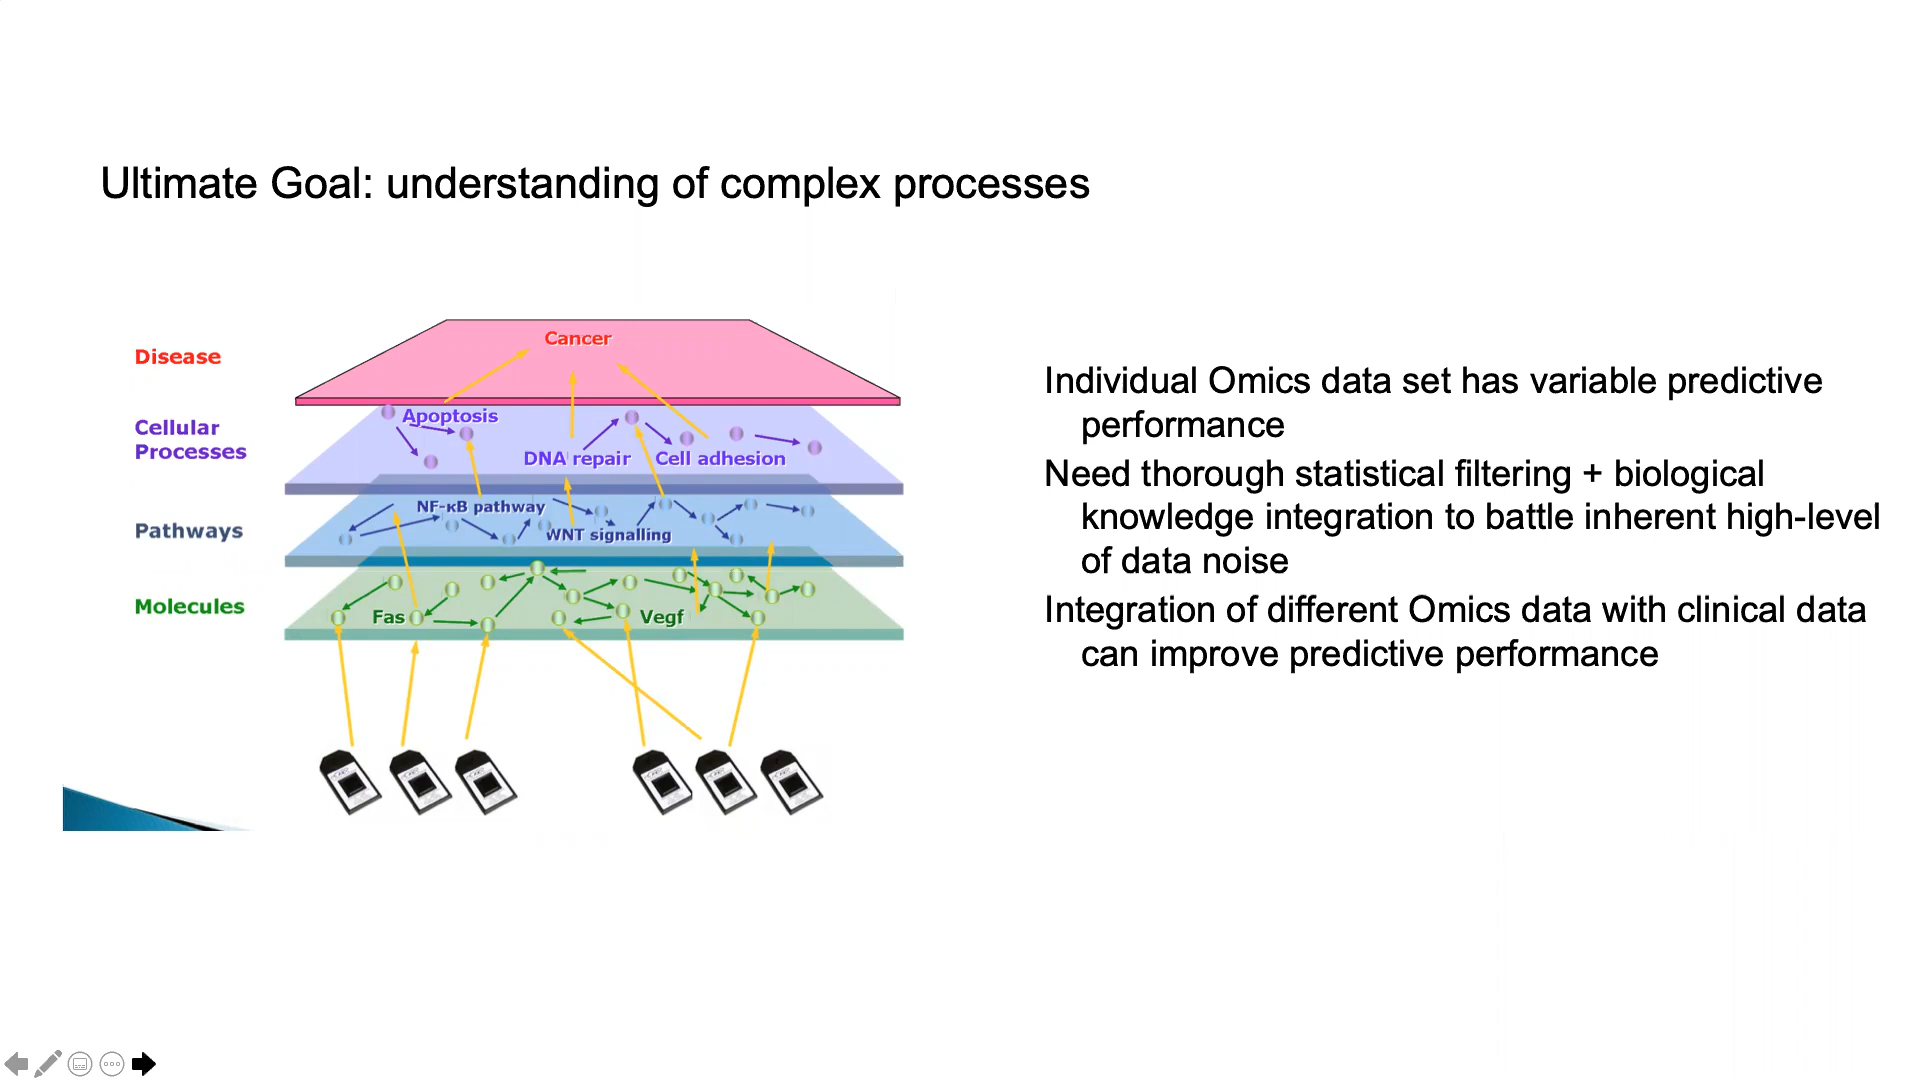 Ultimate Goal: understanding of complex processes
Disease
Cancer
Cellular
Processes
Apoptosis
DNA repair
Cell adhesion
Pathways
NF-κB pathway
WNT signalling
Molecules
Fas
Vegf
Individual Omics data set has variable predictive
performance
Need thorough statistical filtering + biological
knowledge integration to battle inherent high-level
of data noise
Integration of different Omics data with clinical data
can improve predictive performance